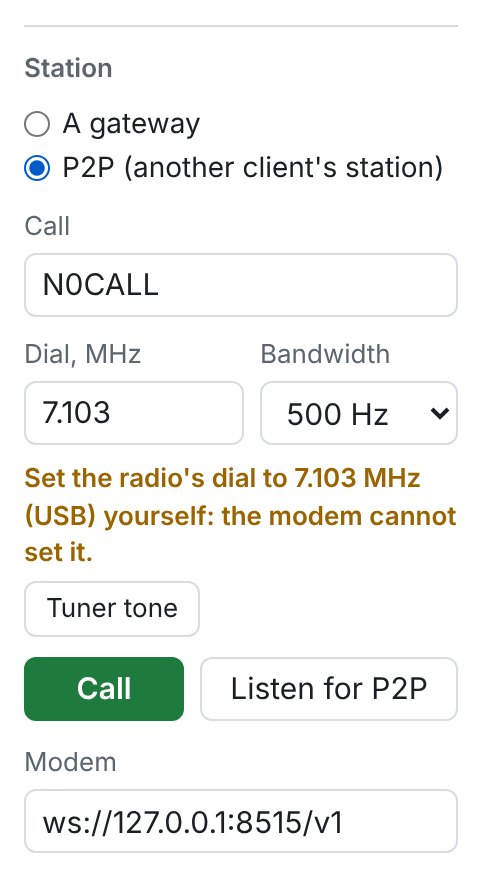 Station
A gateway
P2P (another client's station)
Call
N0CALL
Dial, MHz
Bandwidth
7.103
500 Hz
Set the radio's dial to 7.103 MHz
(USB) yourself: the modem cannot
set it.
Tuner tone
Call
Listen for P2P
Modem
ws://127.0.0.1:8515/v1